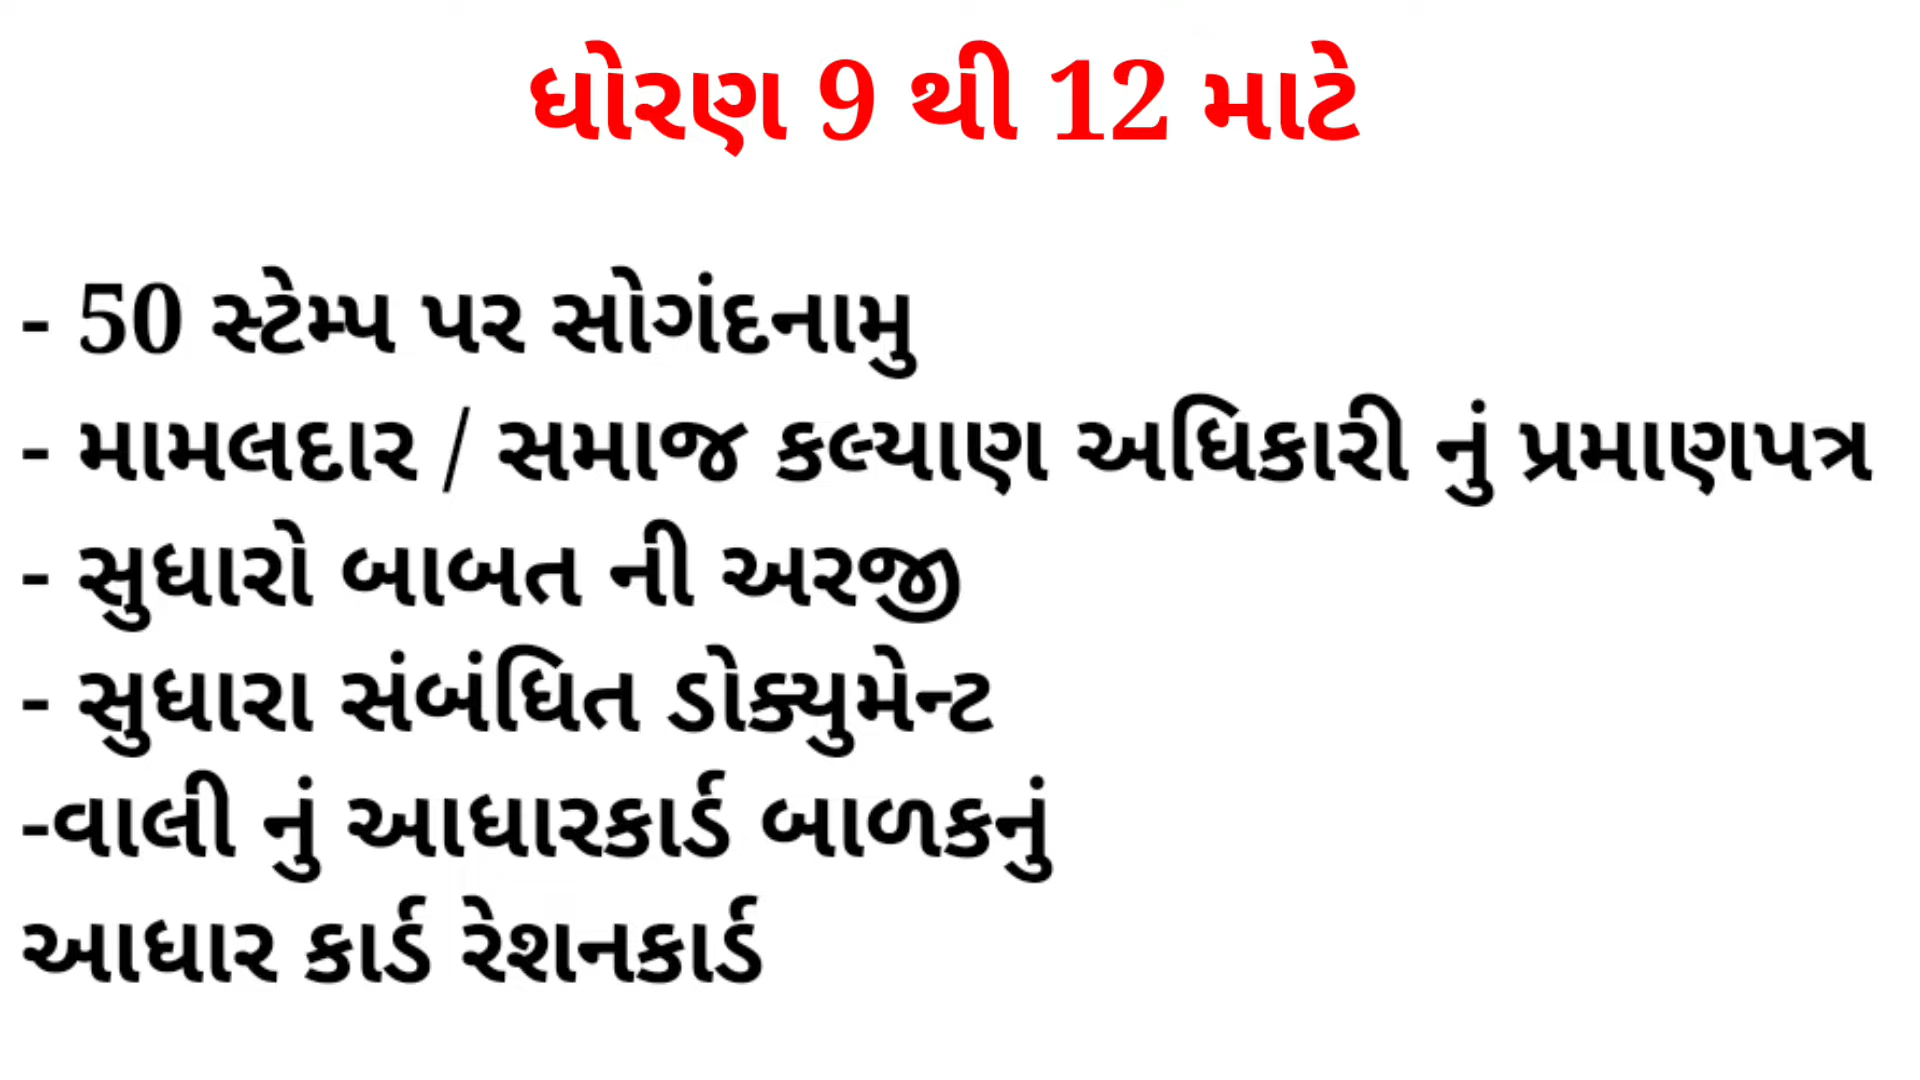 ધોરણ 9 થી 12 માટે
- 50 સ્ટેમ્પ પર સોગંદનામુ
- મામલદાર / સમાજ કલ્યાણ અધિકારી નું પ્રમાણપત્ર
- સુધારો બાબત ની અરજી
- સુધારા સંબંધિત ડોક્યુમેન્ટ
-વાલી નું આધારકાર્ડ બાળકનું
આધાર કાર્ડ રેશનકાર્ડ